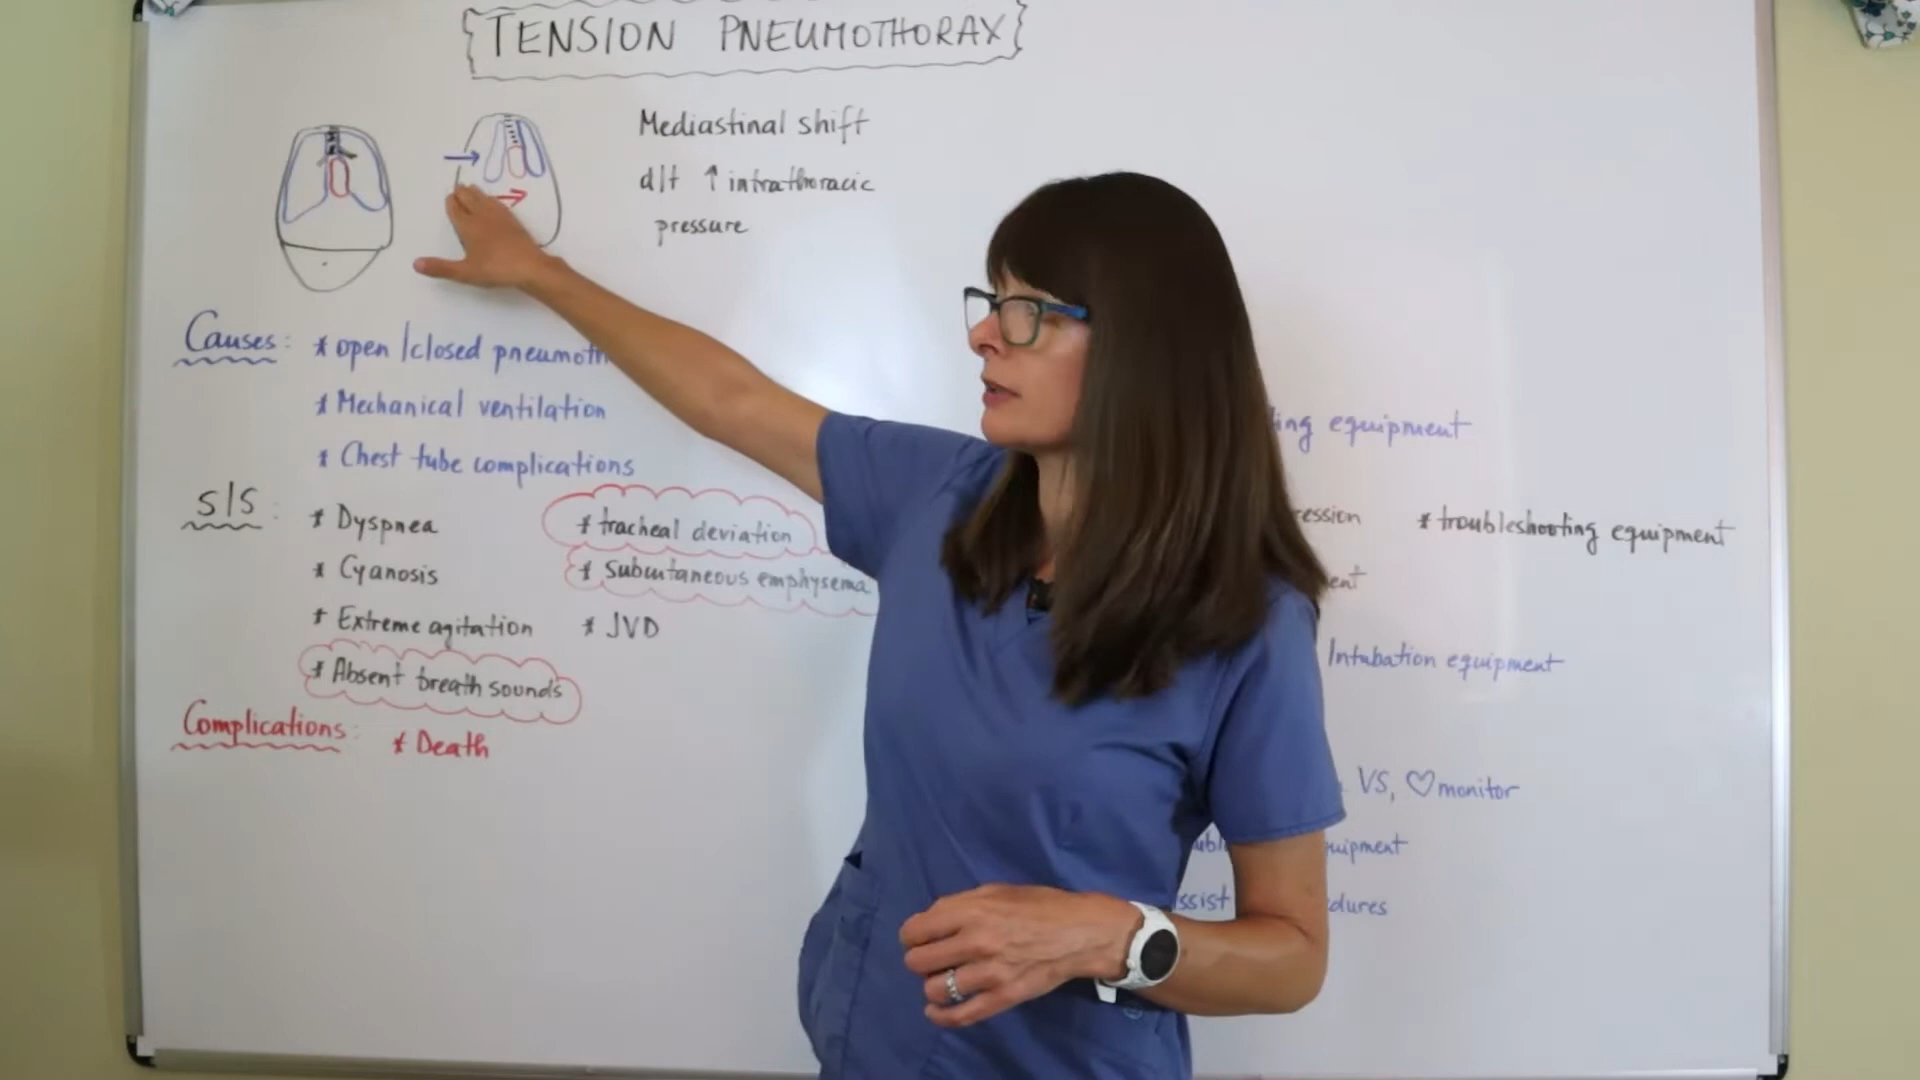 TENSION PNEUMOTHORAX
Mediastinal shift
d/t ↑ intrathoracic
pressure
Causes: * open/closed
* Mechanical ventilation
* Chest tube complications
S/S: * Dyspnea
* Cyanosis
* Extreme agitation
* Absent breath sounds
* tracheal deviation
* Subcutaneous emphysema
* JVD
Complications: * Death
equipment
* troubleshooting equipment
Intubation equipment
VS, ♡ monitor